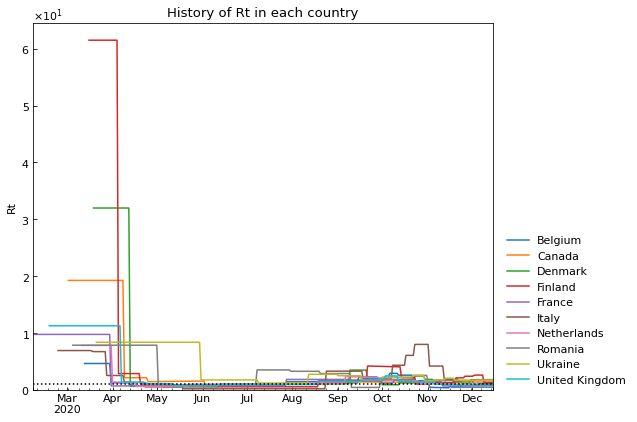 History of Rt in each country
×10¹
6
5
4
3
2
1
0
Rt
Mar
2020
Apr
May
Jun
Jul
Aug
Sep
Oct
Nov
Dec
Belgium
Canada
Denmark
Finland
France
Italy
Netherlands
Romania
Ukraine
United Kingdom